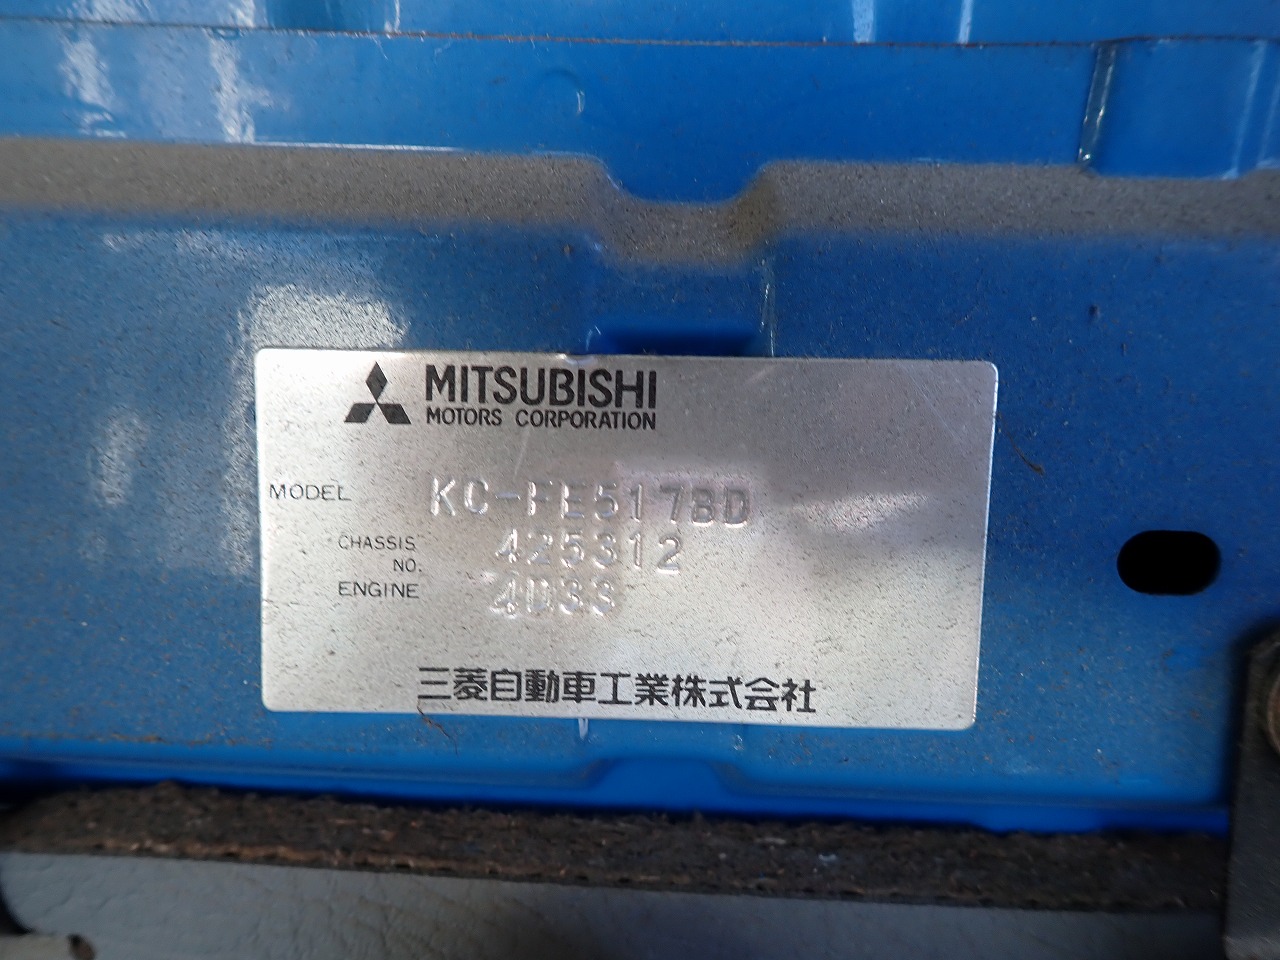 MITSUBISHI
MOTORS CORPORATION
MODEL KC-FE517BD
CHASSIS NO. 425312
ENGINE 4D33
三菱自動車工業株式会社